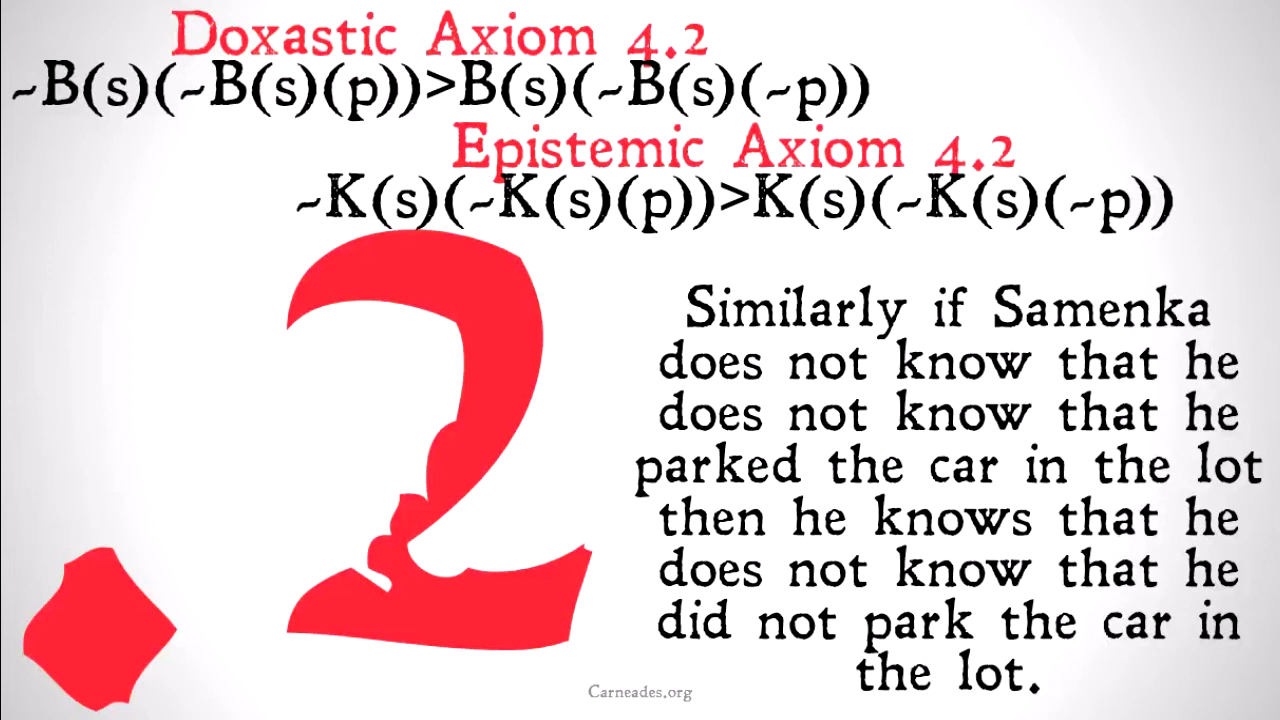 Doxastic Axiom 4.2
~B(s)(~B(s)(p))>B(s)(~B(s)(~p))
Epistemic Axiom 4.2
~K(s)(~K(s)(p))>K(s)(~K(s)(~p))
.2
Similarly if Samenka
does not know that he
does not know that he
parked the car in the lot
then he knows that he
does not know that he
did not park the car in
the lot.
Carneades.org